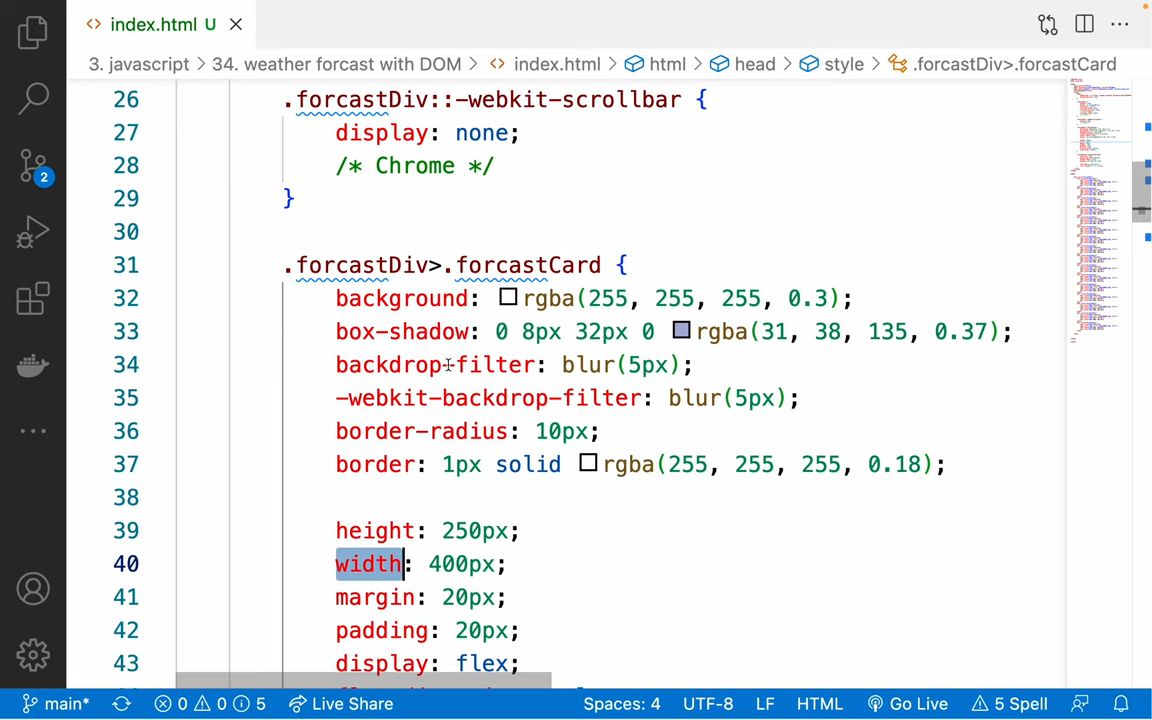 index.html U
3. javascript > 34. weather forcast with DOM > index.html > html > head > style > .forcastDiv>.forcastCard
26 .forcastDiv::-webkit-scrollbar {
27 display: none;
28 /* Chrome */
29 }
30
31 .forcastDiv>.forcastCard {
32 background: rgba(255, 255, 255, 0.3);
33 box-shadow: 0 8px 32px 0 rgba(31, 38, 135, 0.37);
34 backdrop-filter: blur(5px);
35 -webkit-backdrop-filter: blur(5px);
36 border-radius: 10px;
37 border: 1px solid rgba(255, 255, 255, 0.18);
38
39 height: 250px;
40 width: 400px;
41 margin: 20px;
42 padding: 20px;
43 display: flex;
2
main* 0 0 5 Live Share Spaces: 4 UTF-8 LF HTML Go Live 5 Spell